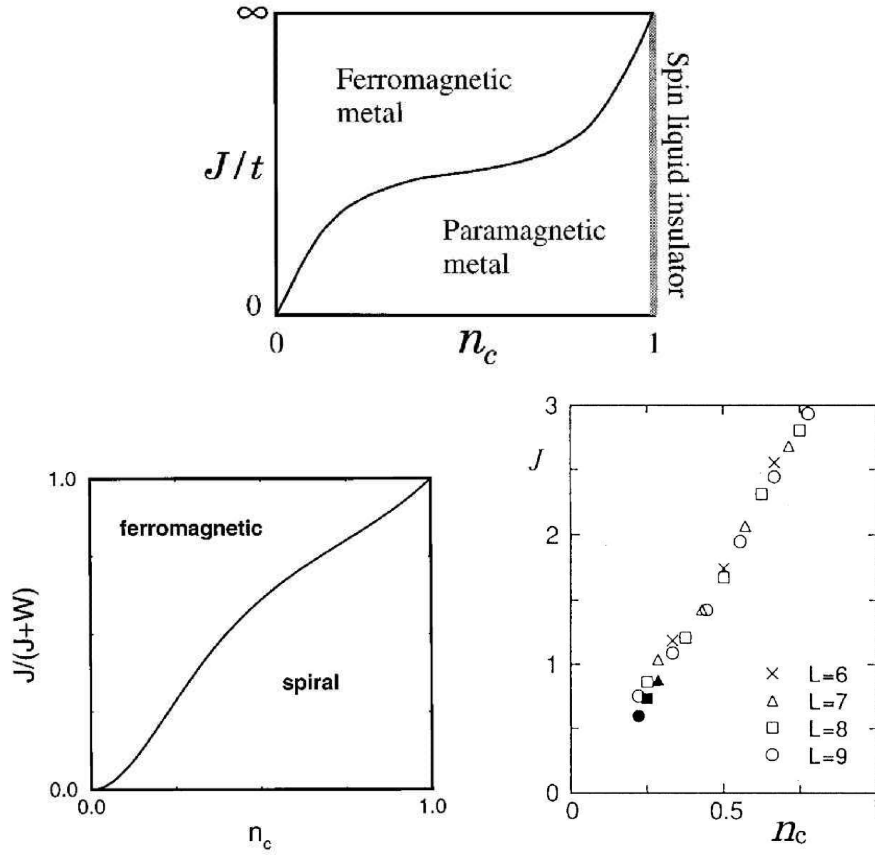 ∞
Ferromagnetic
metal
J/t
Paramagnetic
metal
0
0
n_c
1
Spin liquid insulator
1.0
ferromagnetic
J/(J+W)
spiral
0.0
0.0
n_c
1.0
3
J
2
1
0
0
0.5
n_c
× L=6
△ L=7
□ L=8
○ L=9